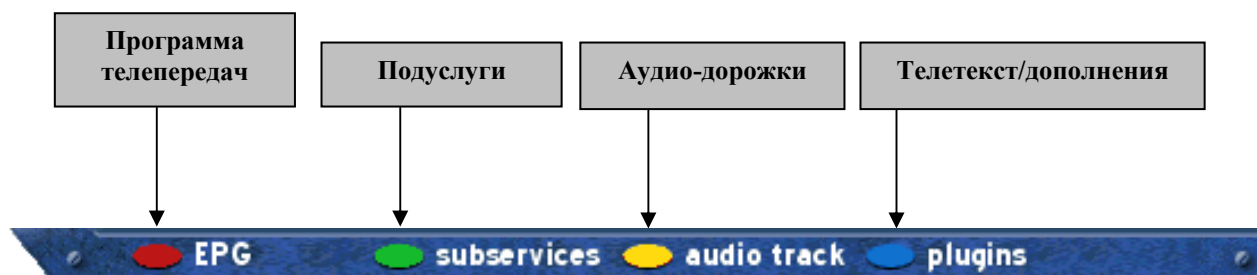 Программа
телепередач
Подуслуги
Аудио-дорожки
Телетекст/дополнения
EPG
subservices
audio track
plugins